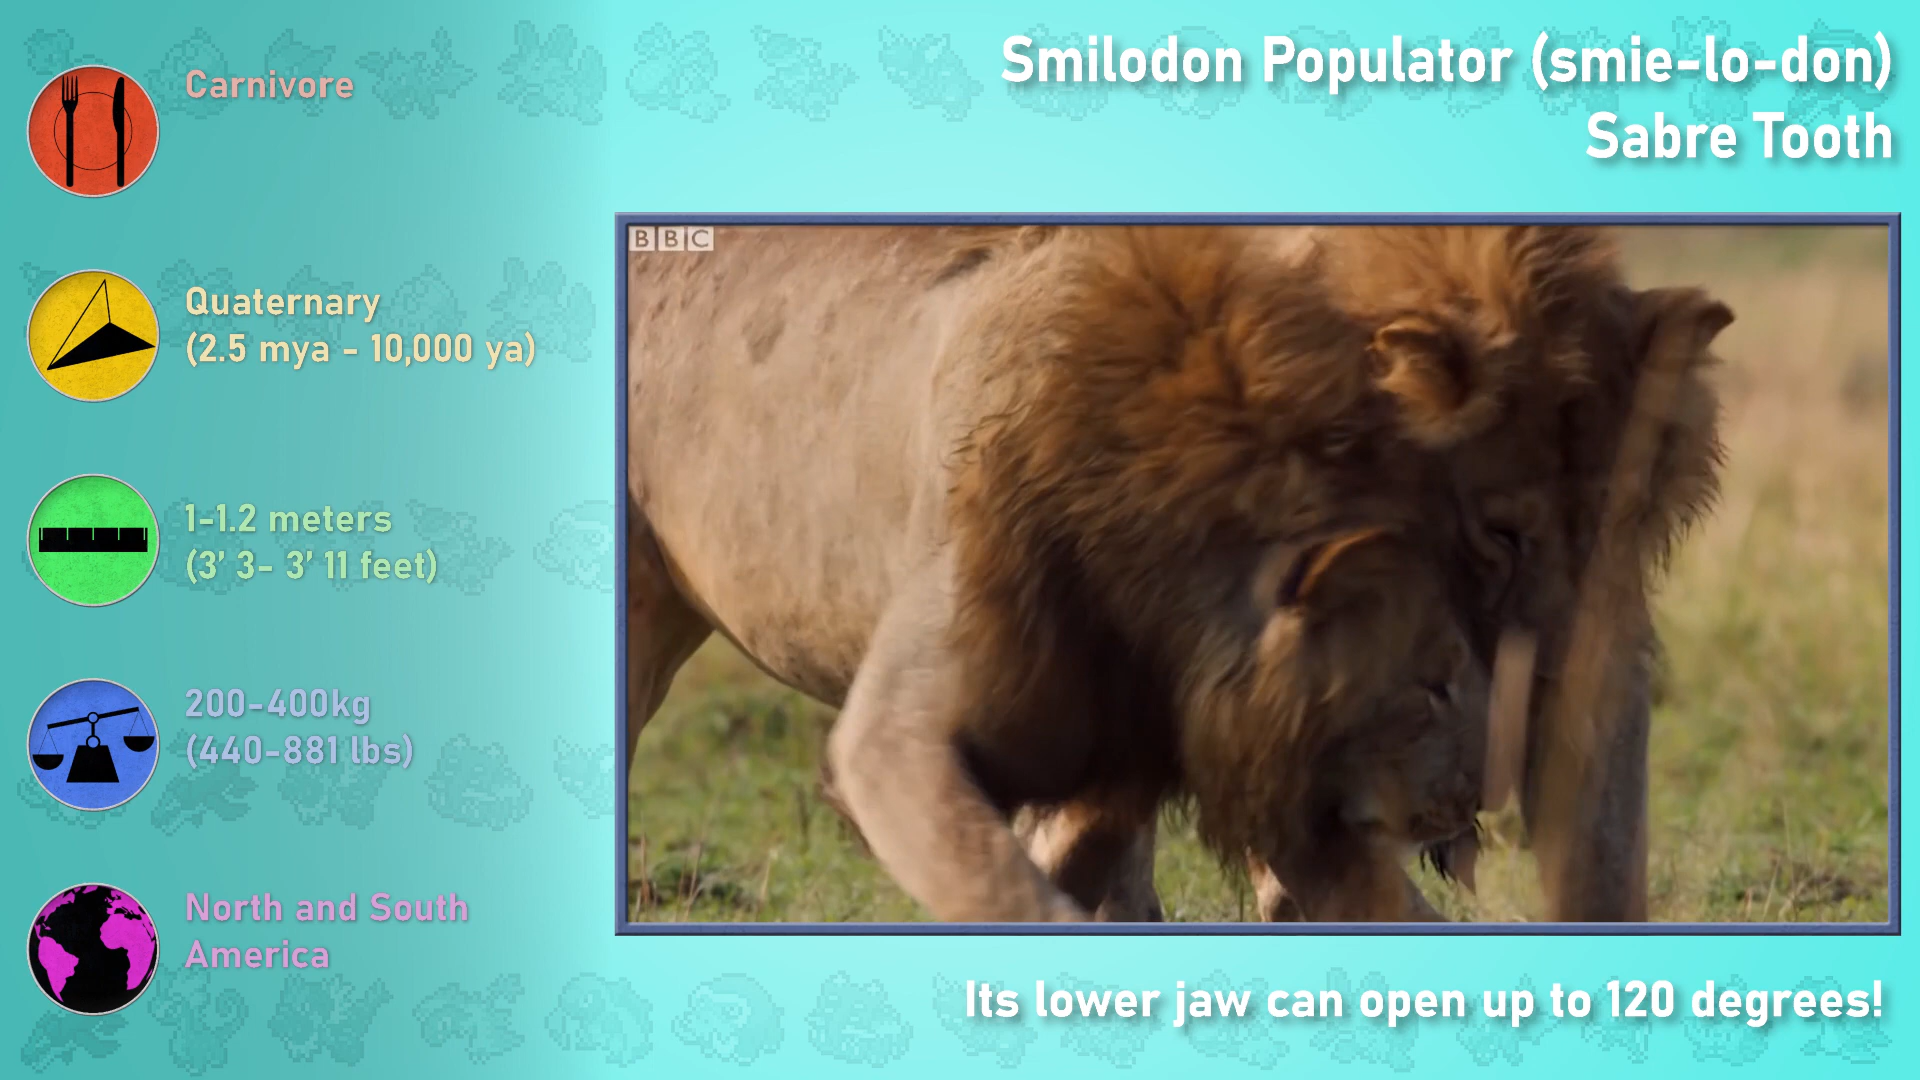 Smilodon Populator (smie-lo-don)
Sabre Tooth
Carnivore
Quaternary
(2.5 mya - 10,000 ya)
1-1.2 meters
(3' 3- 3' 11 feet)
200-400kg
(440-881 lbs)
North and South
America
BBC
Its lower jaw can open up to 120 degrees!